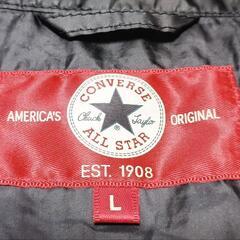 CONVERSE
AMERICA'S
Chuck Taylor
ORIGINAL
ALL STAR
EST. 1908
L